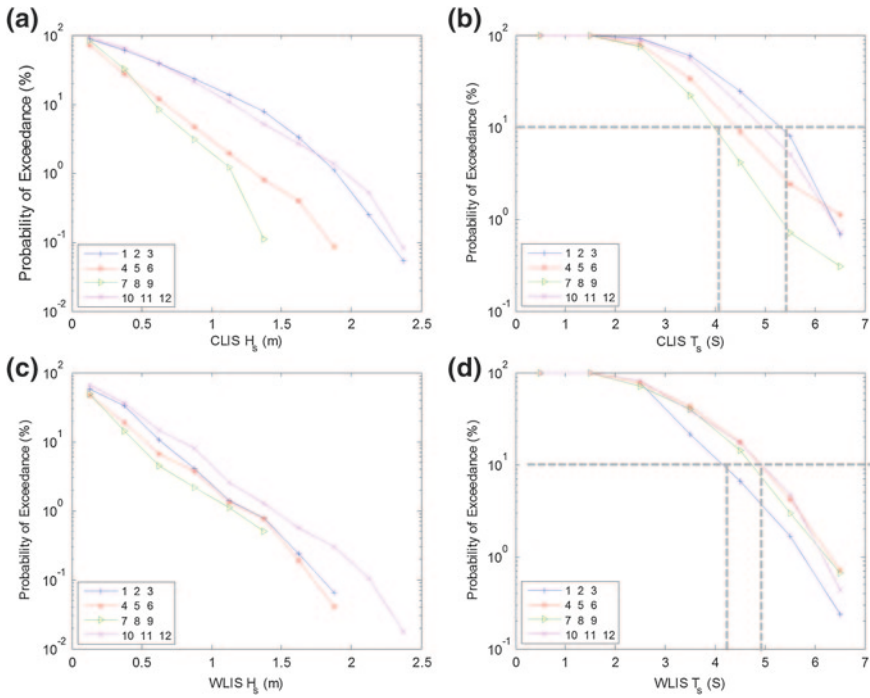 (a)
10^2
10^1
10^0
10^-1
10^-2
Probability of Exceedance (%)
1 2 3
4 5 6
7 8 9
10 11 12
0 0.5 1 1.5 2 2.5
CLIS H_s (m)
(b)
10^2
10^1
10^0
10^-1
Probability of Exceedance (%)
1 2 3
4 5 6
7 8 9
10 11 12
0 1 2 3 4 5 6 7
CLIS T_s (S)
(c)
10^2
10^1
10^0
10^-1
10^-2
Probability of Exceedance (%)
1 2 3
4 5 6
7 8 9
10 11 12
0 0.5 1 1.5 2 2.5
WLIS H_s (m)
(d)
10^2
10^1
10^0
10^-1
Probability of Exceedance (%)
1 2 3
4 5 6
7 8 9
10 11 12
0 1 2 3 4 5 6 7
WLIS T_s (S)